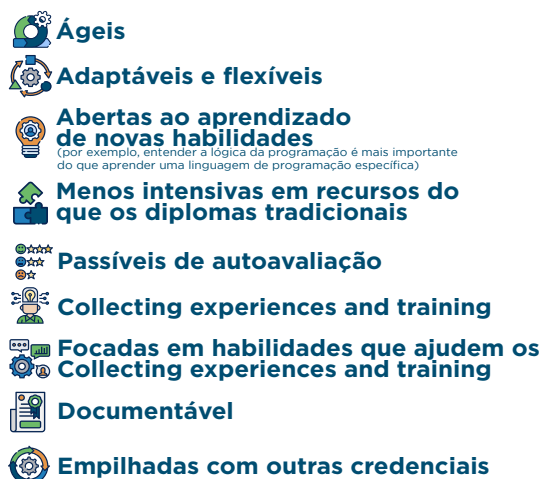 Ágeis
Adaptáveis e flexíveis
Abertas ao aprendizado
de novas habilidades
(por exemplo, entender a lógica da programação é mais importante
do que aprender uma linguagem de programação específica)
Menos intensivas em recursos do
que os diplomas tradicionais
Passíveis de autoavaliação
Collecting experiences and training
Focadas em habilidades que ajudem os
Collecting experiences and training
Documentável
Empilhadas com outras credenciais